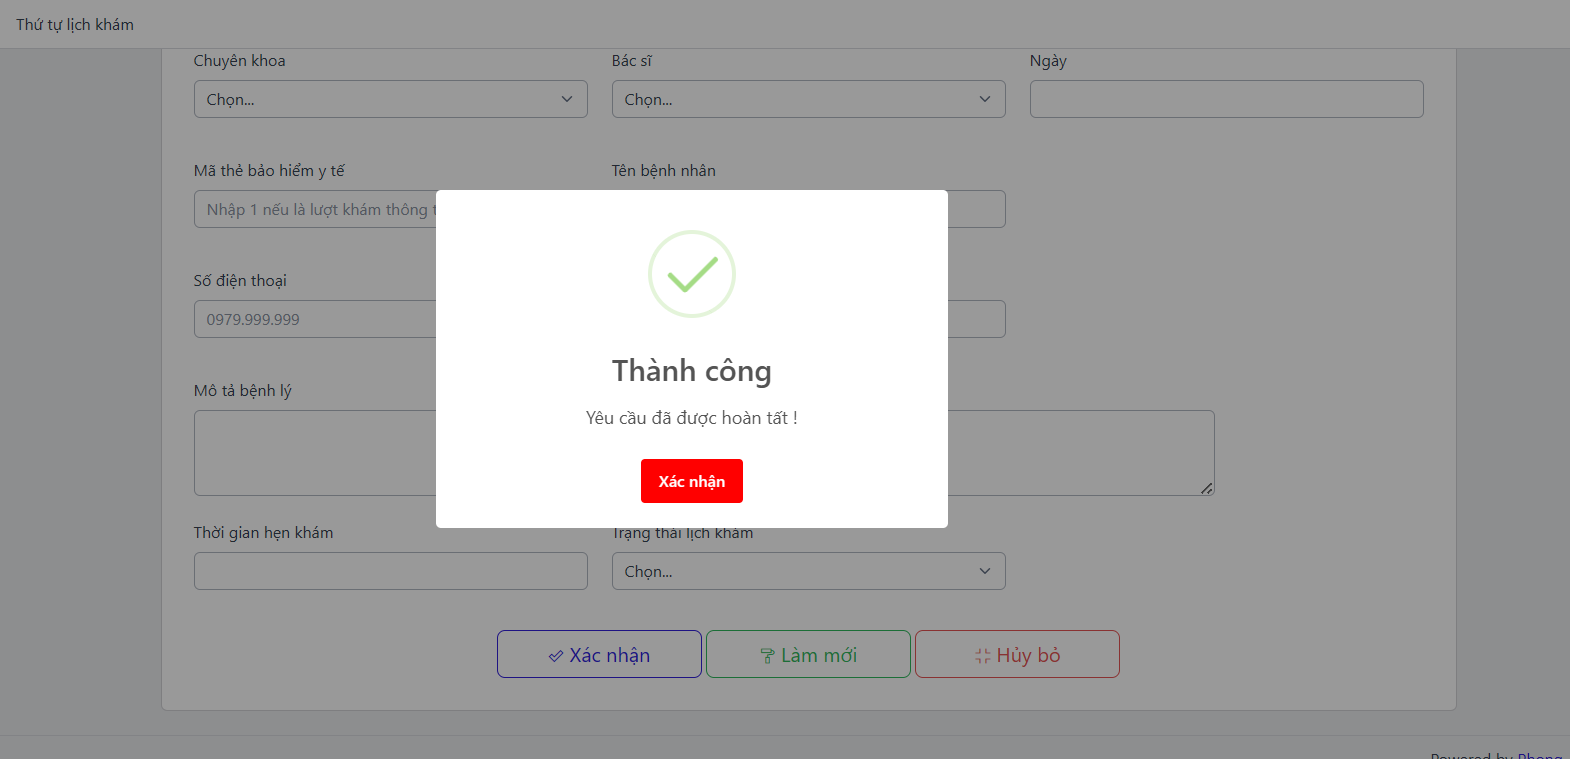 Thứ tự lịch khám
Chuyên khoa
Bác sĩ
Ngày
Chọn...
Chọn...
Mã thẻ bảo hiểm y tế
Tên bệnh nhân
Nhập 1 nếu là lượt khám thông
Số điện thoại
0979.999.999
Thành công
Mô tả bệnh lý
Yêu cầu đã được hoàn tất !
Xác nhận
Thời gian hẹn khám
Trạng thái lịch khám
Chọn...
Xác nhận
Làm mới
Hủy bỏ
Powered by Phong